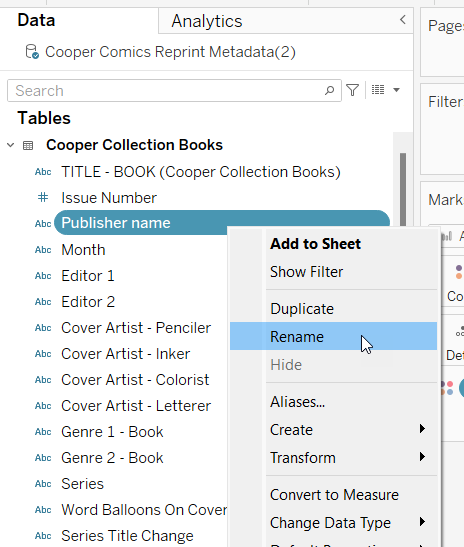 Data
Analytics
Cooper Comics Reprint Metadata(2)
Search
Tables
Cooper Collection Books
Abc TITLE - BOOK (Cooper Collection Books)
# Issue Number
Abc Publisher name
Abc Month
Abc Editor 1
Abc Editor 2
Abc Cover Artist - Penciler
Abc Cover Artist - Inker
Abc Cover Artist - Colorist
Abc Cover Artist - Letterer
Abc Genre 1 - Book
Abc Genre 2 - Book
Abc Series
Abc Word Balloons On Cover
Abc Series Title Change
Add to Sheet
Show Filter
Duplicate
Rename
Hide
Aliases...
Create
Transform
Convert to Measure
Change Data Type
Pages
Filter
Mark
Co
Det